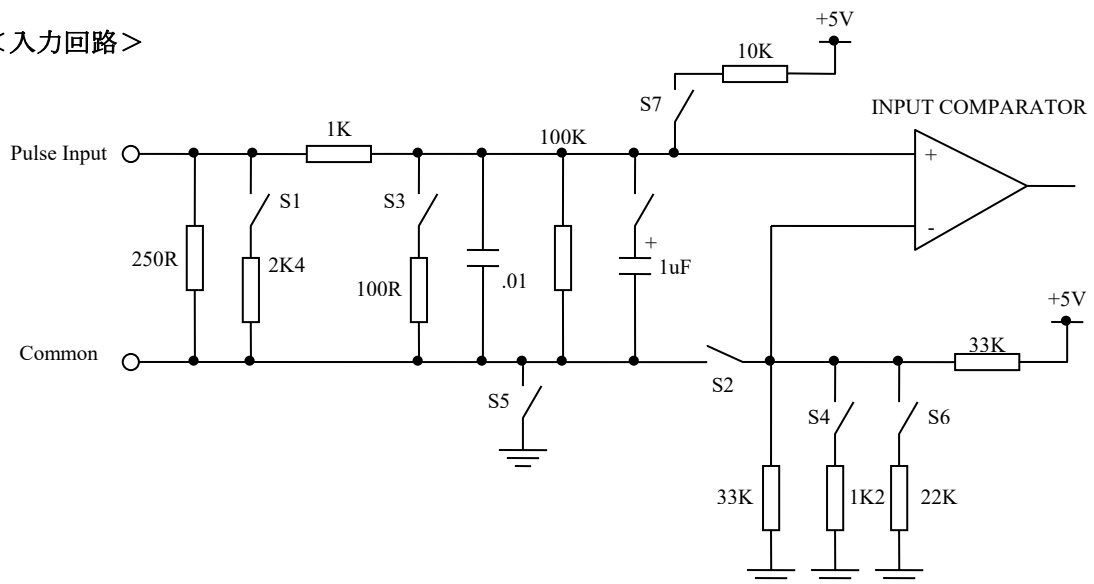 <入力回路>
+5V
10K
S7
INPUT COMPARATOR
1K
100K
Pulse Input
+
S1
S3
-
+
250R
2K4
100R
.01
1uF
+5V
Common
33K
S2
S5
S4
S6
33K
1K2
22K